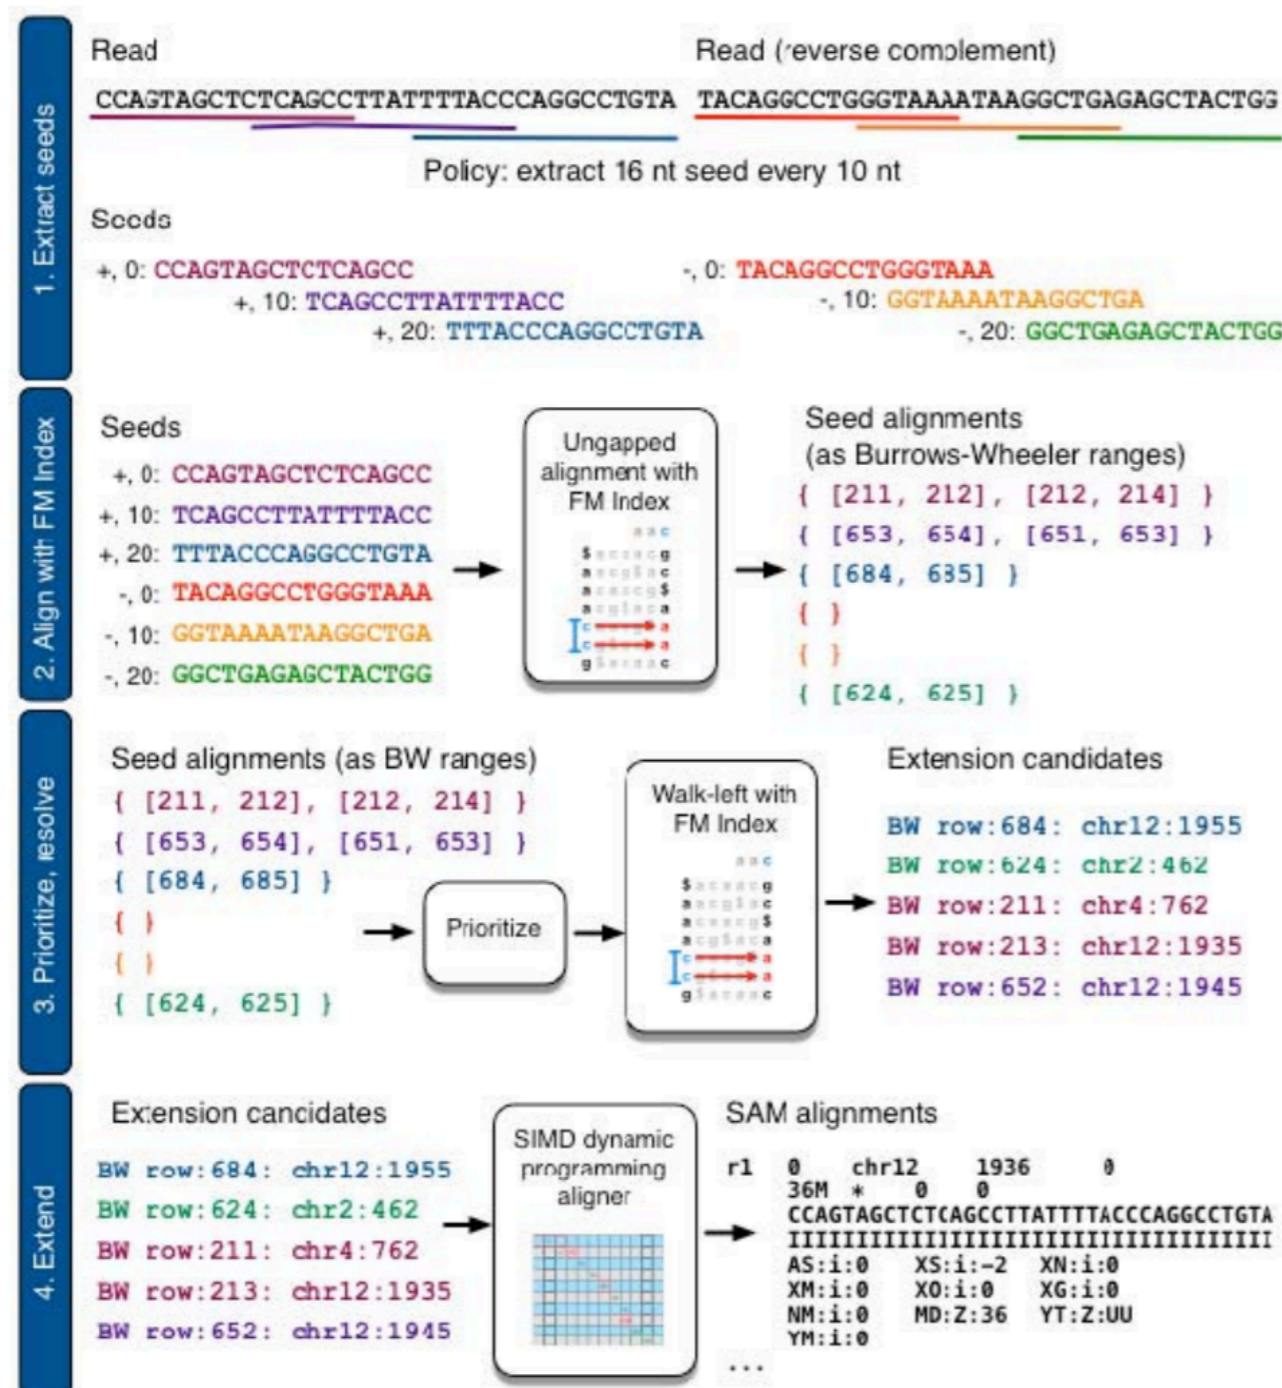 1. Extract seeds
Read
Read (reverse complement)
CCAGTAGCTCTCAGCCTTATTTTACCCAGGCCTGTA
TACAGGCCTGGGTAAAATAAGGCTGAGAGCTACTGG
Policy: extract 16 nt seed every 10 nt
Seeds
+, 0: CCAGTAGCTCTCAGCC
+, 10: TCAGCCTTATTTTACC
+, 20: TTTACCCAGGCCTGTA
-, 0: TACAGGCCTGGGTAAA
-, 10: GGTAAAATAAGGCTGA
-, 20: GGCTGAGAGCTACTGG
2. Align with FM Index
Seeds
+, 0: CCAGTAGCTCTCAGCC
+, 10: TCAGCCTTATTTTACC
+, 20: TTTACCCAGGCCTGTA
-, 0: TACAGGCCTGGGTAAA
-, 10: GGTAAAATAAGGCTGA
-, 20: GGCTGAGAGCTACTGG
Ungapped
alignment with
FM Index
a a c
$ a c a a c g
a a c g $ a c
a c a a c g $
a c g $ a c a
c a
c a
g $ a c a a c
Seed alignments
(as Burrows-Wheeler ranges)
{ [211, 212], [212, 214] }
{ [653, 654], [651, 653] }
{ [684, 685] }
{ }
{ }
{ [624, 625] }
3. Prioritize, resolve
Seed alignments (as BW ranges)
{ [211, 212], [212, 214] }
{ [653, 654], [651, 653] }
{ [684, 685] }
{ }
{ }
{ [624, 625] }
Prioritize
Walk-left with
FM Index
a a c
$ a c a a c g
a a c g $ a c
a c a a c g $
a c g $ a c a
c a
c a
g $ a c a a c
Extension candidates
BW row:684: chr12:1955
BW row:624: chr2:462
BW row:211: chr4:762
BW row:213: chr12:1935
BW row:652: chr12:1945
4. Extend
Extension candidates
BW row:684: chr12:1955
BW row:624: chr2:462
BW row:211: chr4:762
BW row:213: chr12:1935
BW row:652: chr12:1945
SIMD dynamic
programming
aligner
SAM alignments
r1 0 chr12 1936 0
36M * 0 0
CCAGTAGCTCTCAGCCTTATTTTACCCAGGCCTGTA
IIIIIIIIIIIIIIIIIIIIIIIIIIIIIIIIIIII
AS:i:0 XS:i:-2 XN:i:0
XM:i:0 XO:i:0 XG:i:0
NM:i:0 MD:Z:36 YT:Z:UU
YM:i:0
...